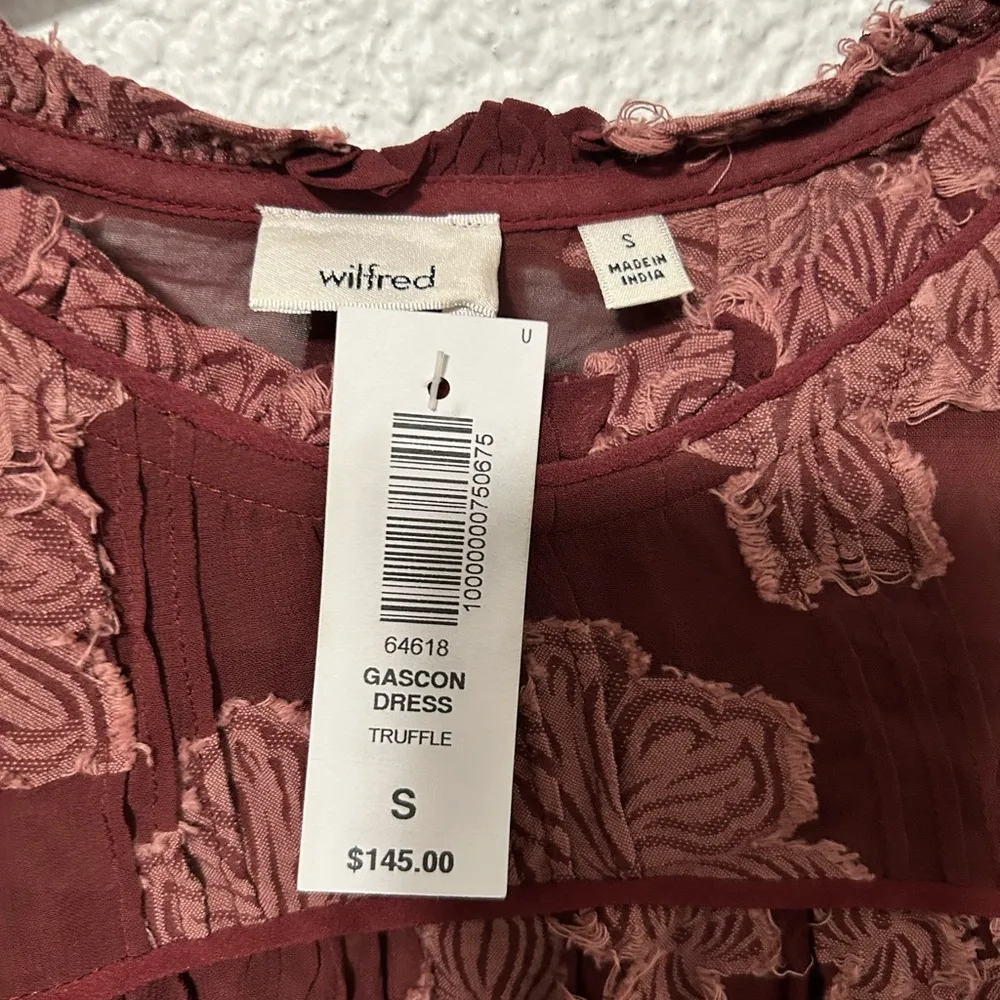 wilfred
S
MADE IN
INDIA
U
1000000750675
64618
GASCON
DRESS
TRUFFLE
S
$145.00